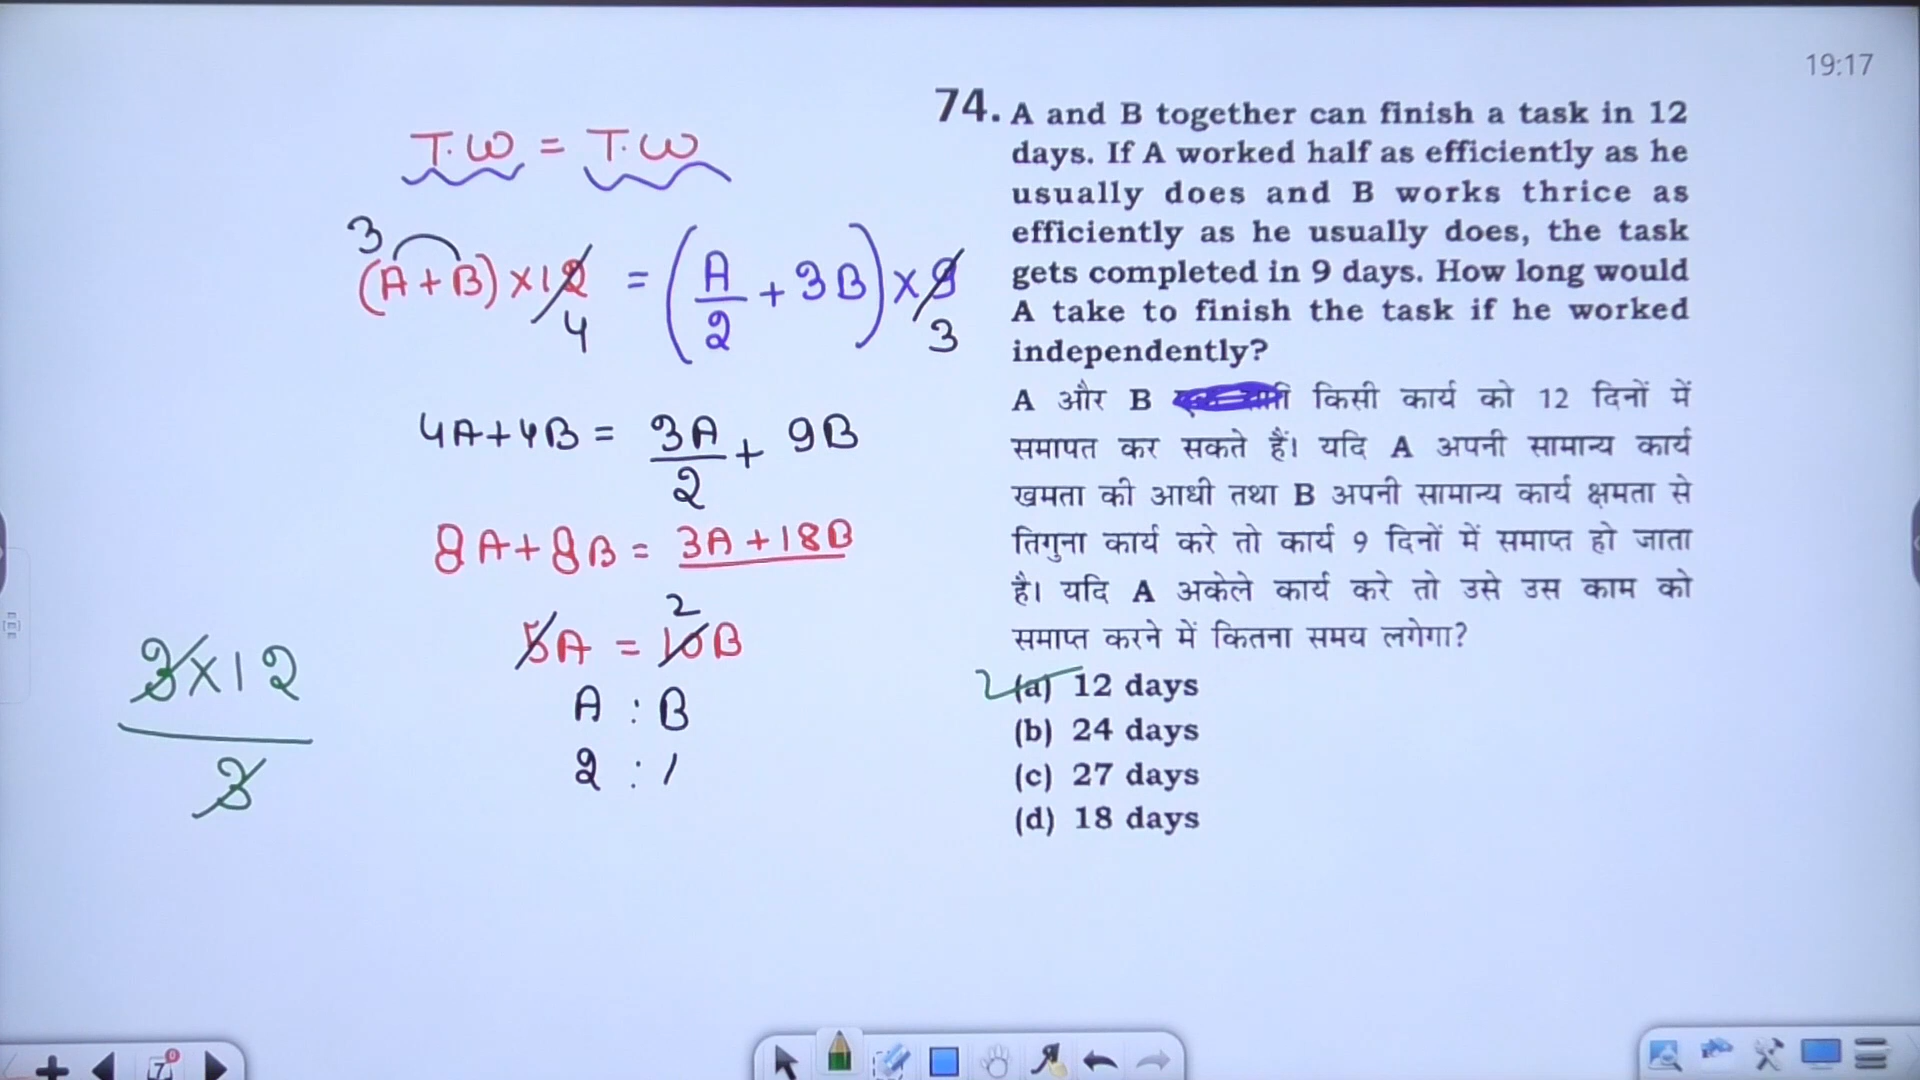 19:17
T.W = T.W
3
(A+B)×12 = (A/2 + 3B)×9
4 3
4A+4B = 3A/2 + 9B
8A+8B = 3A+18B
2
5A = 10B
A : B
2 : 1
3×12
3
74. A and B together can finish a task in 12
days. If A worked half as efficiently as he
usually does and B works thrice as
efficiently as he usually does, the task
gets completed in 9 days. How long would
A take to finish the task if he worked
independently?
A और B किसी कार्य को 12 दिनों में
समापत कर सकते हैं। यदि A अपनी सामान्य कार्य
खमता की आधी तथा B अपनी सामान्य कार्य क्षमता से
तिगुना कार्य करे तो कार्य 9 दिनों में समाप्त हो जाता
है। यदि A अकेले कार्य करे तो उसे उस काम को
समाप्त करने में कितना समय लगेगा?
(a) 12 days
(b) 24 days
(c) 27 days
(d) 18 days